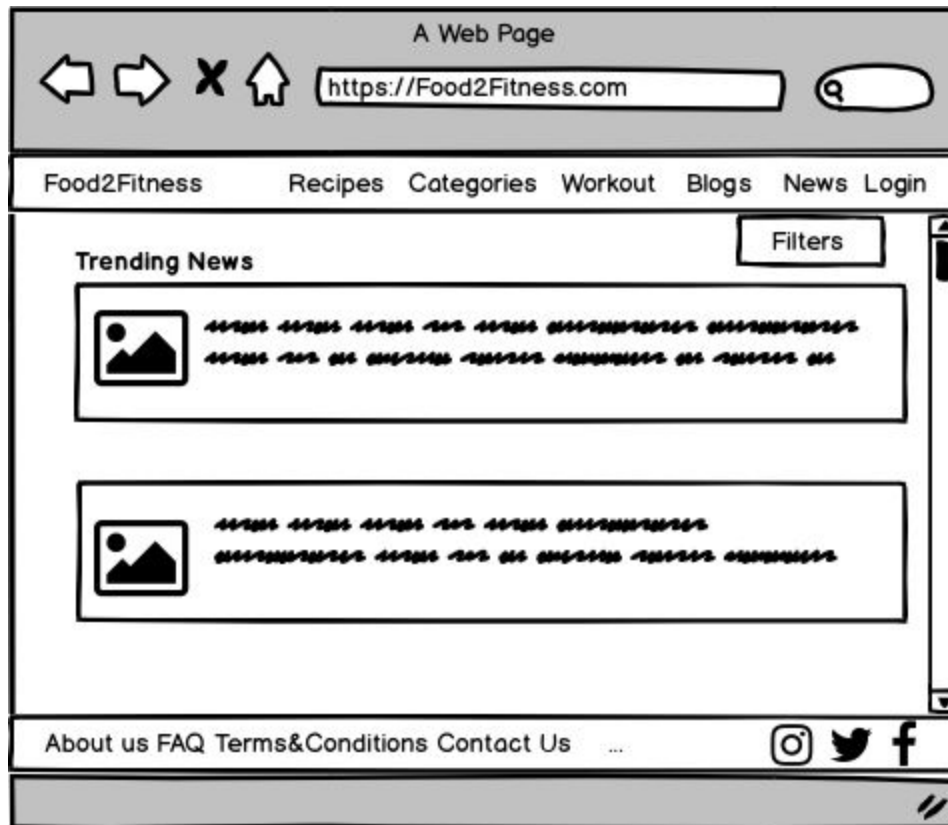 A Web Page
https://Food2Fitness.com
Food2Fitness Recipes Categories Workout Blogs News Login
Filters
Trending News
About us FAQ Terms&Conditions Contact Us ...